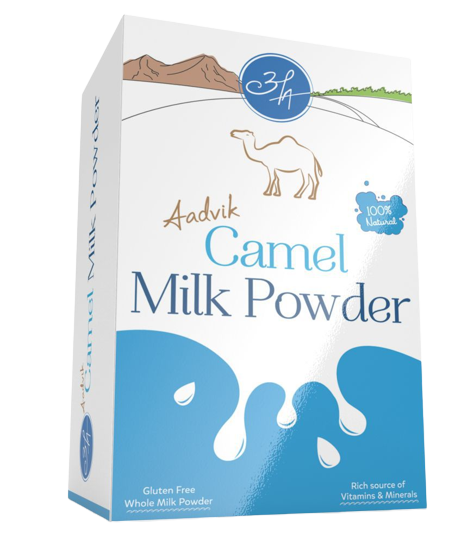 Aadvik
Camel
Milk Powder
100%
Natural
Gluten Free
Whole Milk Powder
Rich source of
Vitamins & Minerals
Aadvik
Camel Milk Powder